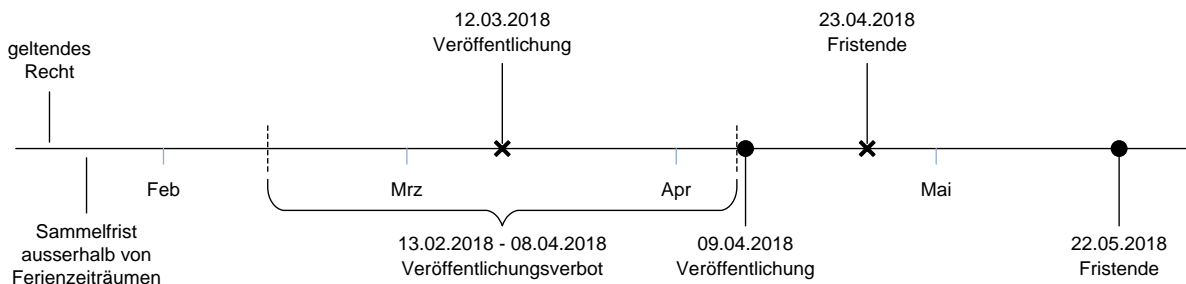 12.03.2018
Veröffentlichung
23.04.2018
Fristende
geltendes
Recht
Feb
Mrz
Apr
Mai
Sammelfrist
ausserhalb von
Ferienzeiträumen
13.02.2018 - 08.04.2018
Veröffentlichungsverbot
09.04.2018
Veröffentlichung
22.05.2018
Fristende